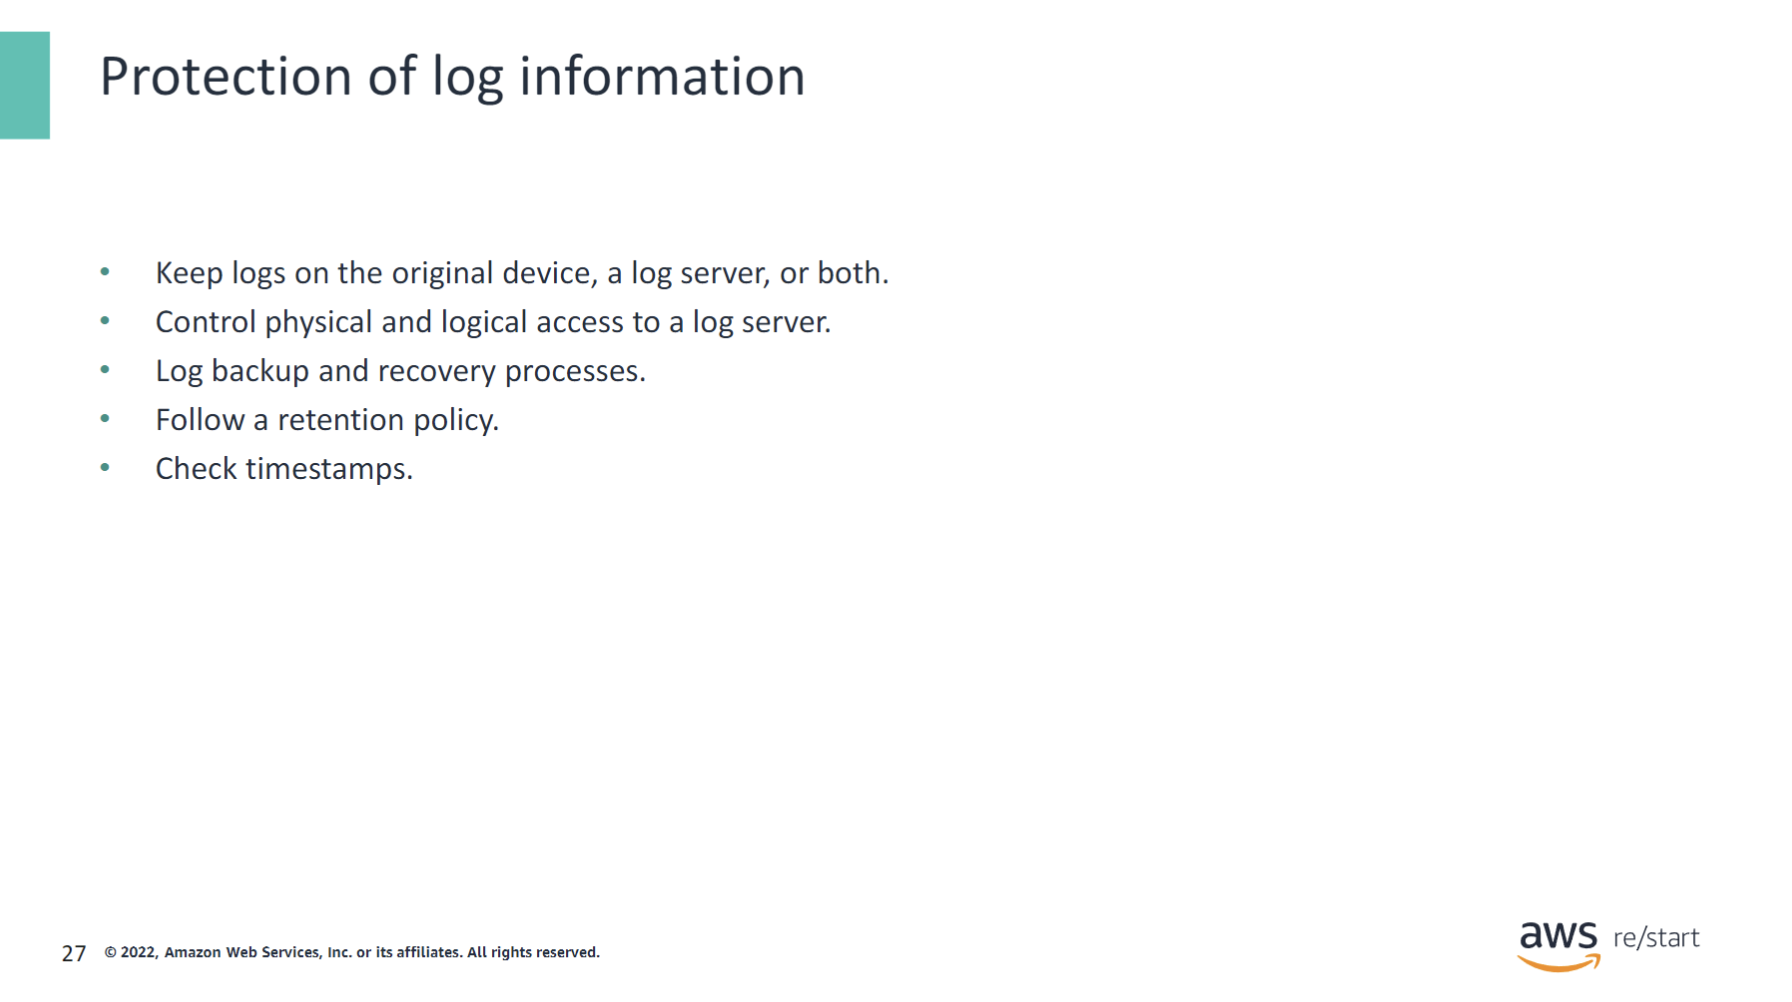 Protection of log information
• Keep logs on the original device, a log server, or both.
• Control physical and logical access to a log server.
• Log backup and recovery processes.
• Follow a retention policy.
• Check timestamps.
27 © 2022, Amazon Web Services, Inc. or its affiliates. All rights reserved.
aws re/start